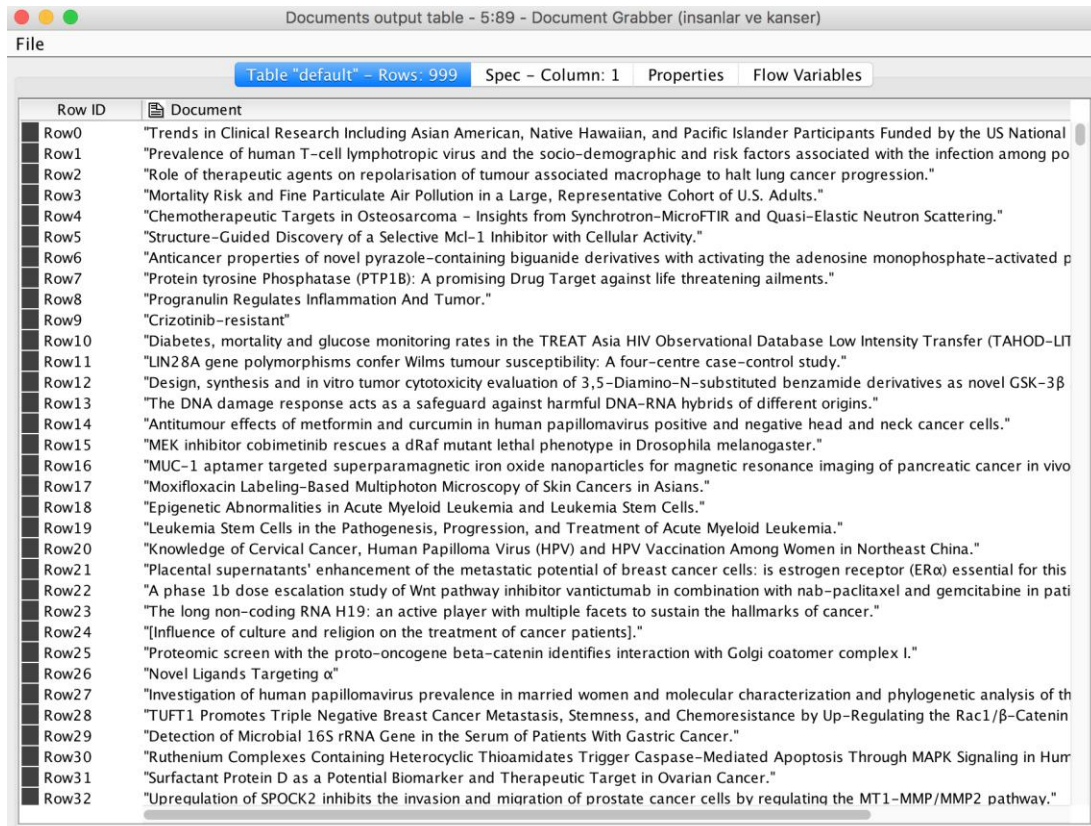 Documents output table - 5:89 - Document Grabber (insanlar ve kanser)
File
Table "default" - Rows: 999 Spec - Column: 1 Properties Flow Variables
Row ID Document
Row0 "Trends in Clinical Research Including Asian American, Native Hawaiian, and Pacific Islander Participants Funded by the US National
Row1 "Prevalence of human T-cell lymphotropic virus and the socio-demographic and risk factors associated with the infection among po
Row2 "Role of therapeutic agents on repolarisation of tumour associated macrophage to halt lung cancer progression."
Row3 "Mortality Risk and Fine Particulate Air Pollution in a Large, Representative Cohort of U.S. Adults."
Row4 "Chemotherapeutic Targets in Osteosarcoma - Insights from Synchrotron-MicroFTIR and Quasi-Elastic Neutron Scattering."
Row5 "Structure-Guided Discovery of a Selective Mcl-1 Inhibitor with Cellular Activity."
Row6 "Anticancer properties of novel pyrazole-containing biguanide derivatives with activating the adenosine monophosphate-activated p
Row7 "Protein tyrosine Phosphatase (PTP1B): A promising Drug Target against life threatening ailments."
Row8 "Progranulin Regulates Inflammation And Tumor."
Row9 "Crizotinib-resistant"
Row10 "Diabetes, mortality and glucose monitoring rates in the TREAT Asia HIV Observational Database Low Intensity Transfer (TAHOD-LIT
Row11 "LIN28A gene polymorphisms confer Wilms tumour susceptibility: A four-centre case-control study."
Row12 "Design, synthesis and in vitro tumor cytotoxicity evaluation of 3,5-Diamino-N-substituted benzamide derivatives as novel GSK-3β
Row13 "The DNA damage response acts as a safeguard against harmful DNA-RNA hybrids of different origins."
Row14 "Antitumour effects of metformin and curcumin in human papillomavirus positive and negative head and neck cancer cells."
Row15 "MEK inhibitor cobimetinib rescues a dRaf mutant lethal phenotype in Drosophila melanogaster."
Row16 "MUC-1 aptamer targeted superparamagnetic iron oxide nanoparticles for magnetic resonance imaging of pancreatic cancer in vivo
Row17 "Moxifloxacin Labeling-Based Multiphoton Microscopy of Skin Cancers in Asians."
Row18 "Epigenetic Abnormalities in Acute Myeloid Leukemia and Leukemia Stem Cells."
Row19 "Leukemia Stem Cells in the Pathogenesis, Progression, and Treatment of Acute Myeloid Leukemia."
Row20 "Knowledge of Cervical Cancer, Human Papilloma Virus (HPV) and HPV Vaccination Among Women in Northeast China."
Row21 "Placental supernatants' enhancement of the metastatic potential of breast cancer cells: is estrogen receptor (ERα) essential for this
Row22 "A phase 1b dose escalation study of Wnt pathway inhibitor vantictumab in combination with nab-paclitaxel and gemcitabine in pati
Row23 "The long non-coding RNA H19: an active player with multiple facets to sustain the hallmarks of cancer."
Row24 "[Influence of culture and religion on the treatment of cancer patients]."
Row25 "Proteomic screen with the proto-oncogene beta-catenin identifies interaction with Golgi coatomer complex I."
Row26 "Novel Ligands Targeting α"
Row27 "Investigation of human papillomavirus prevalence in married women and molecular characterization and phylogenetic analysis of th
Row28 "TUFT1 Promotes Triple Negative Breast Cancer Metastasis, Stemness, and Chemoresistance by Up-Regulating the Rac1/β-Catenin
Row29 "Detection of Microbial 16S rRNA Gene in the Serum of Patients With Gastric Cancer."
Row30 "Ruthenium Complexes Containing Heterocyclic Thioamidates Trigger Caspase-Mediated Apoptosis Through MAPK Signaling in Hum
Row31 "Surfactant Protein D as a Potential Biomarker and Therapeutic Target in Ovarian Cancer."
Row32 "Upregulation of SPOCK2 inhibits the invasion and migration of prostate cancer cells by regulating the MT1-MMP/MMP2 pathway."